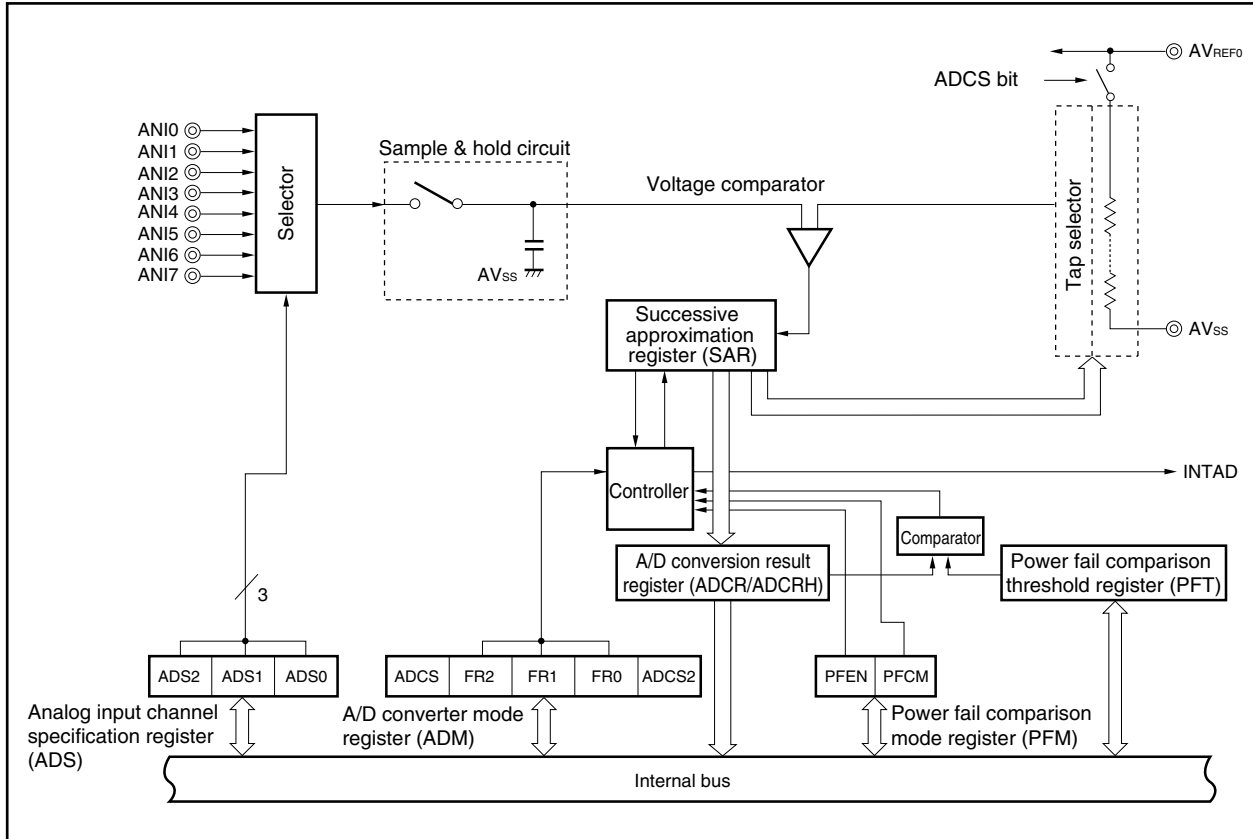 AVREF0
ADCS bit
ANI0
ANI1
ANI2
ANI3
ANI4
ANI5
ANI6
ANI7
Selector
Sample & hold circuit
AVSS
Voltage comparator
Tap selector
AVSS
Successive
approximation
register (SAR)
Controller
INTAD
Comparator
A/D conversion result
register (ADCR/ADCRH)
Power fail comparison
threshold register (PFT)
3
ADS2
ADS1
ADS0
ADCS
FR2
FR1
FR0
ADCS2
PFEN
PFCM
Analog input channel
specification register
(ADS)
A/D converter mode
register (ADM)
Power fail comparison
mode register (PFM)
Internal bus